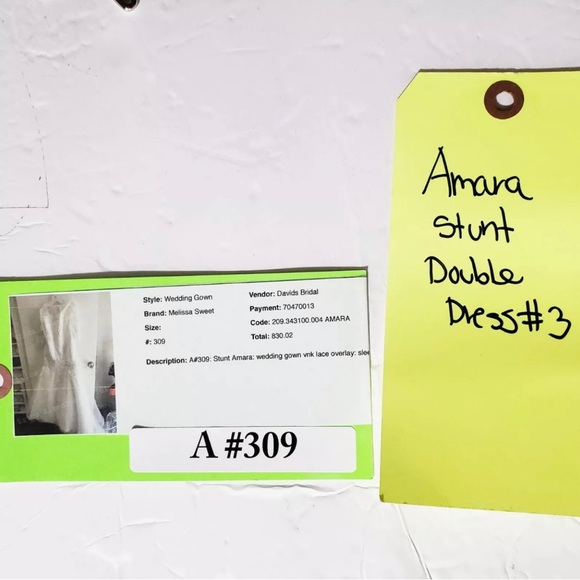 Amara
Stunt
Double
Dress#3
Style: Wedding Gown
Brand: Melissa Sweet
Size:
#: 309
Vendor: Davids Bridal
Payment: 70470013
Code: 209.343100.004 AMARA
Total: 830.02
Description: A#309: Stunt Amara: wedding gown vnk lace overlay: slee
A #309